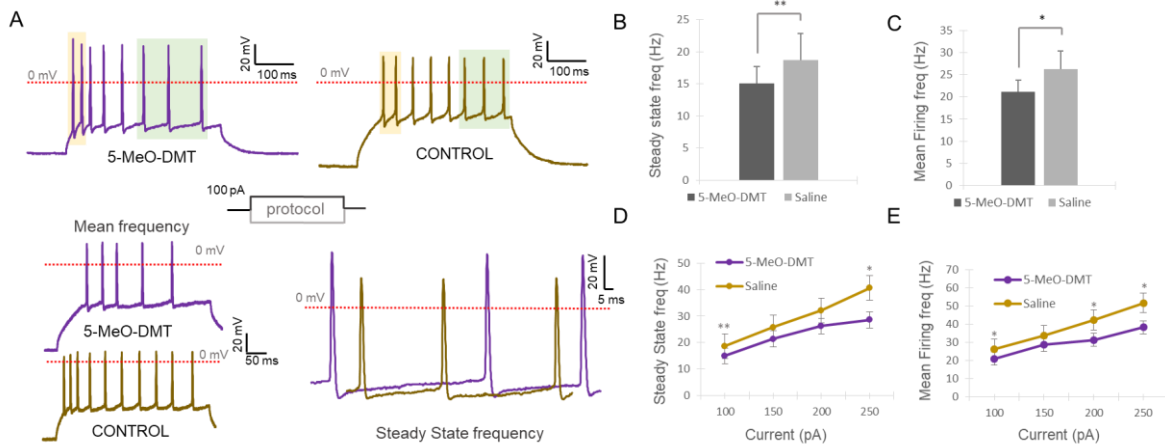 A
0 mV
20 mV
100 ms
5-MeO-DMT
0 mV
20 mV
100 ms
CONTROL
100 pA
protocol
Mean frequency
0 mV
5-MeO-DMT
20 mV
50 ms
0 mV
CONTROL
0 mV
20 mV
5 ms
Steady State frequency
B
**
Steady state freq (Hz)
25
20
15
10
5
0
5-MeO-DMT
Saline
C
*
Mean Firing freq (Hz)
35
30
25
20
15
10
5
0
5-MeO-DMT
Saline
D
5-MeO-DMT
Saline
Steady State freq (Hz)
50
40
30
20
10
0
**
*
100 150 200 250
Current (pA)
E
5-MeO-DMT
Saline
Mean Firing freq (Hz)
70
60
50
40
30
20
10
0
*
*
*
100 150 200 250
Current (pA)